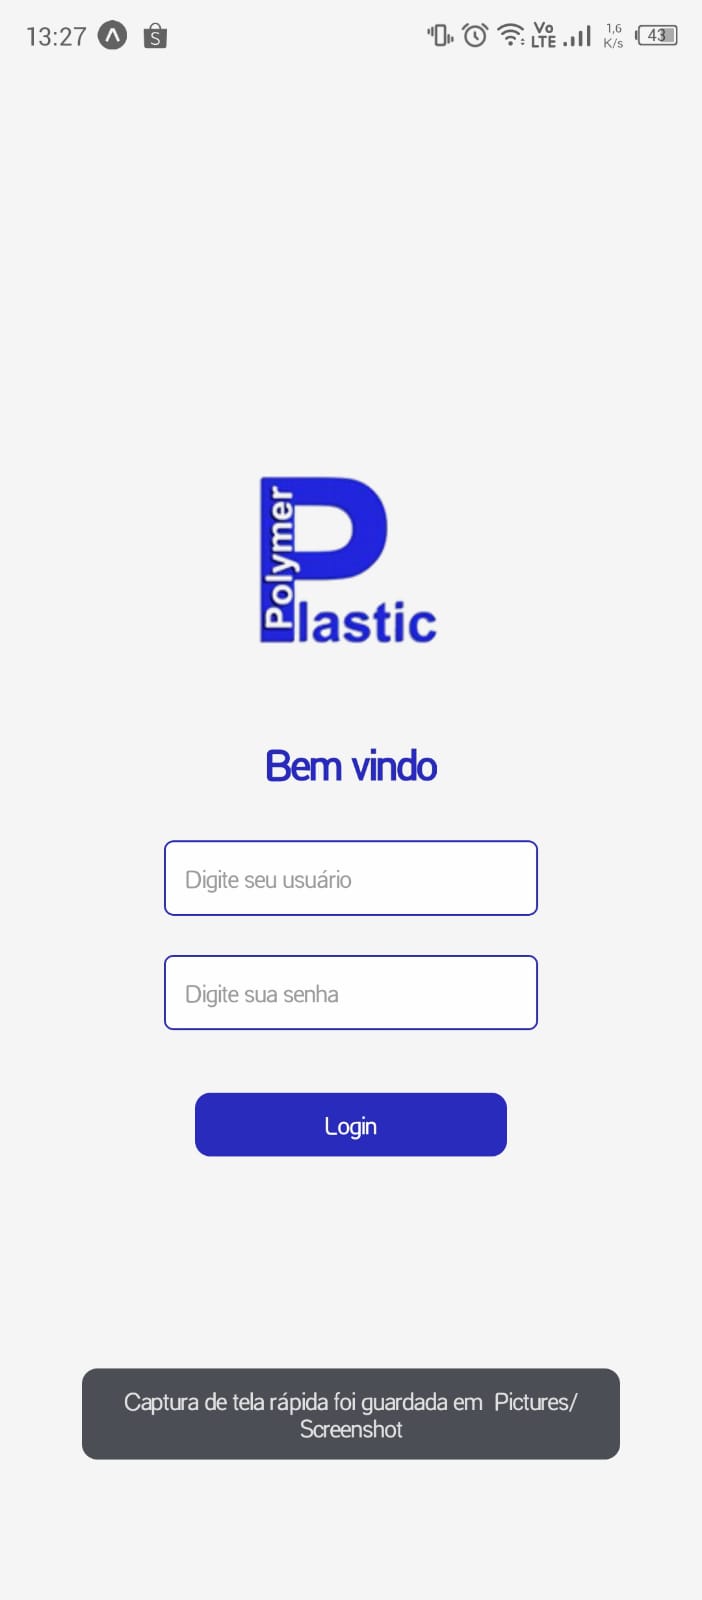 13:27
S
Vo
LTE
1,6
K/s
43
Polymer
Plastic
Bem vindo
Digite seu usuário
Digite sua senha
Login
Captura de tela rápida foi guardada em  Pictures/
Screenshot